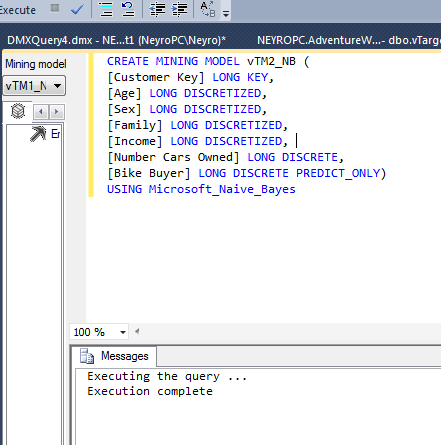 Execute
DMXQuery4.dmx - NE...t1 (NeyroPC\Neyro)*
NEYROPC.AdventureW...- dbo.vTarge
Mining model
vTM1_N
Er
CREATE MINING MODEL vTM2_NB (
[Customer Key] LONG KEY,
[Age] LONG DISCRETIZED,
[Sex] LONG DISCRETIZED,
[Family] LONG DISCRETIZED,
[Income] LONG DISCRETIZED,
[Number Cars Owned] LONG DISCRETE,
[Bike Buyer] LONG DISCRETE PREDICT_ONLY)
USING Microsoft_Naive_Bayes
100 %
Messages
Executing the query ...
Execution complete